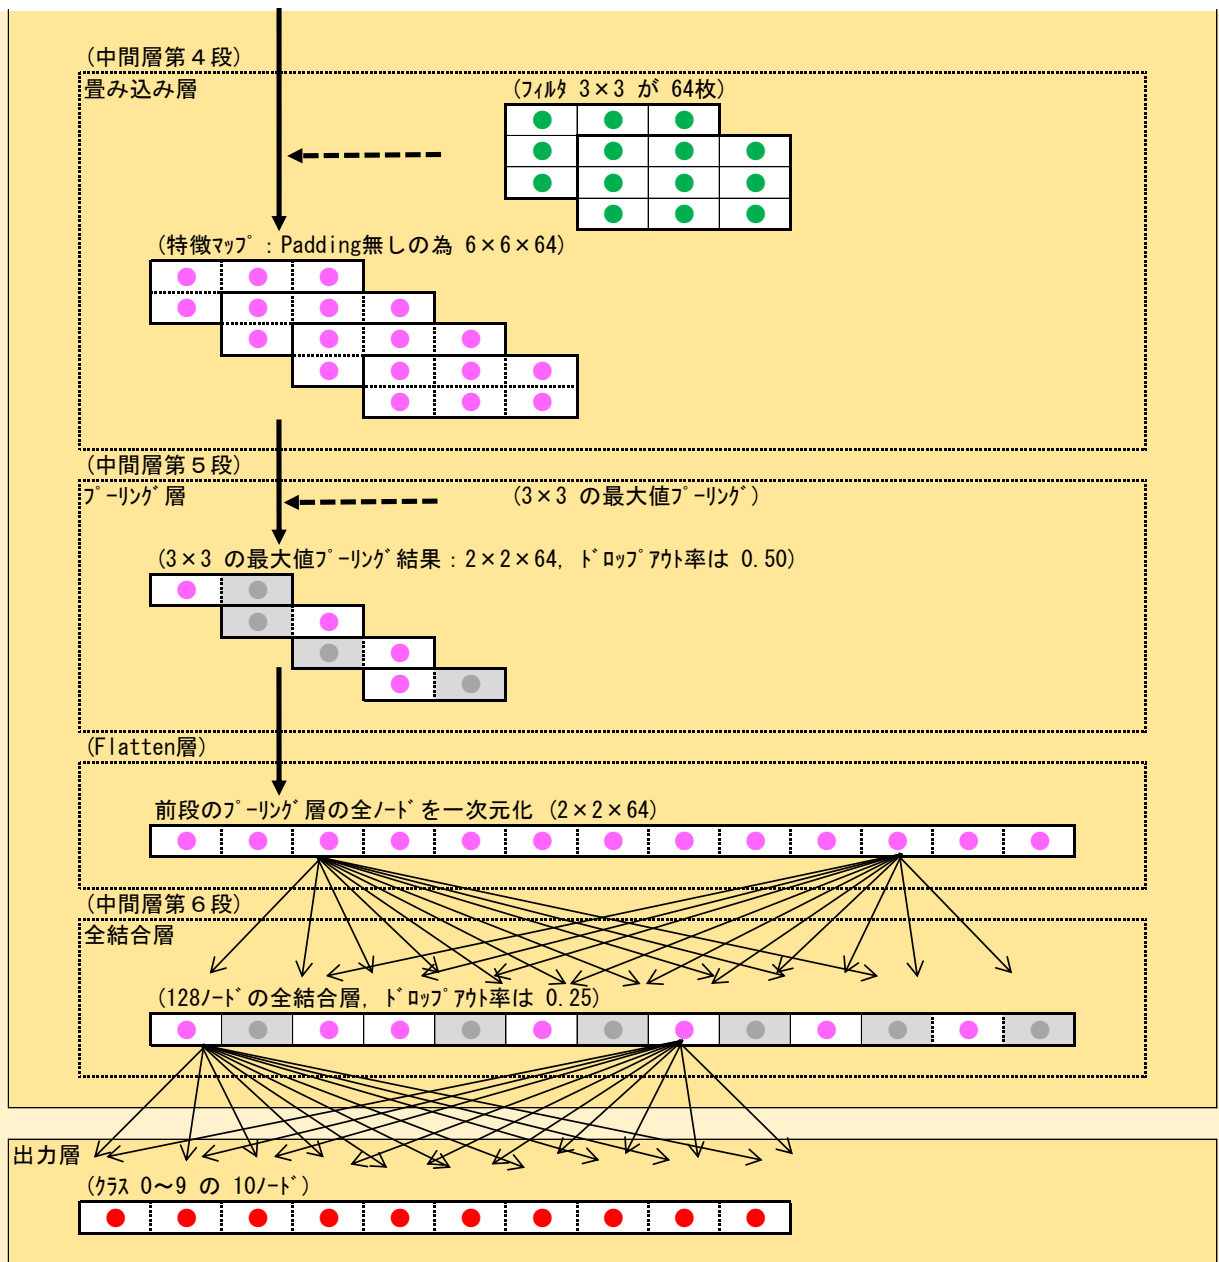 (中間層第４段)
畳み込み層
(ﾌｨﾙﾀ 3×3 が 64枚)
(特徴ﾏｯﾌﾟ：Padding無しの為 6×6×64)
(中間層第５段)
ﾌﾟｰﾘﾝｸﾞ層
(3×3 の最大値ﾌﾟｰﾘﾝｸﾞ)
(3×3 の最大値ﾌﾟｰﾘﾝｸﾞ結果：2×2×64, ﾄﾞﾛｯﾌﾟｱｳﾄ率は 0.50)
(Flatten層)
前段のﾌﾟｰﾘﾝｸﾞ層の全ﾉｰﾄﾞを一次元化 (2×2×64)
(中間層第６段)
全結合層
(128ﾉｰﾄﾞの全結合層, ﾄﾞﾛｯﾌﾟｱｳﾄ率は 0.25)
出力層
(ｸﾗｽ 0～9 の 10ﾉｰﾄﾞ)